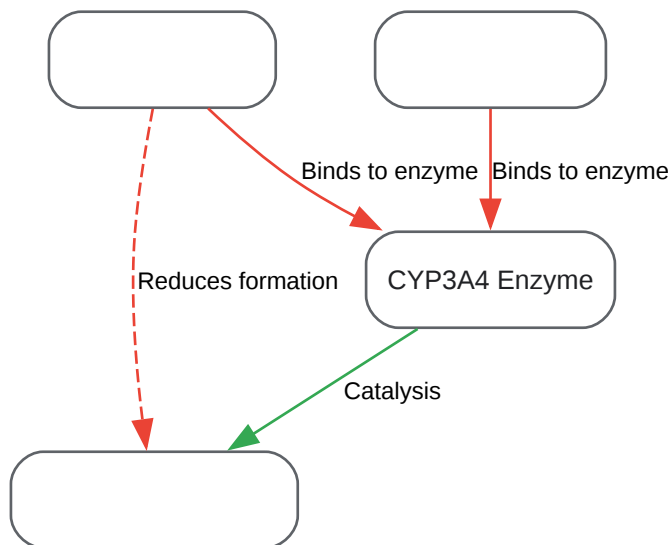 Binds to enzyme
Binds to enzyme
Reduces formation
CYP3A4 Enzyme
Catalysis